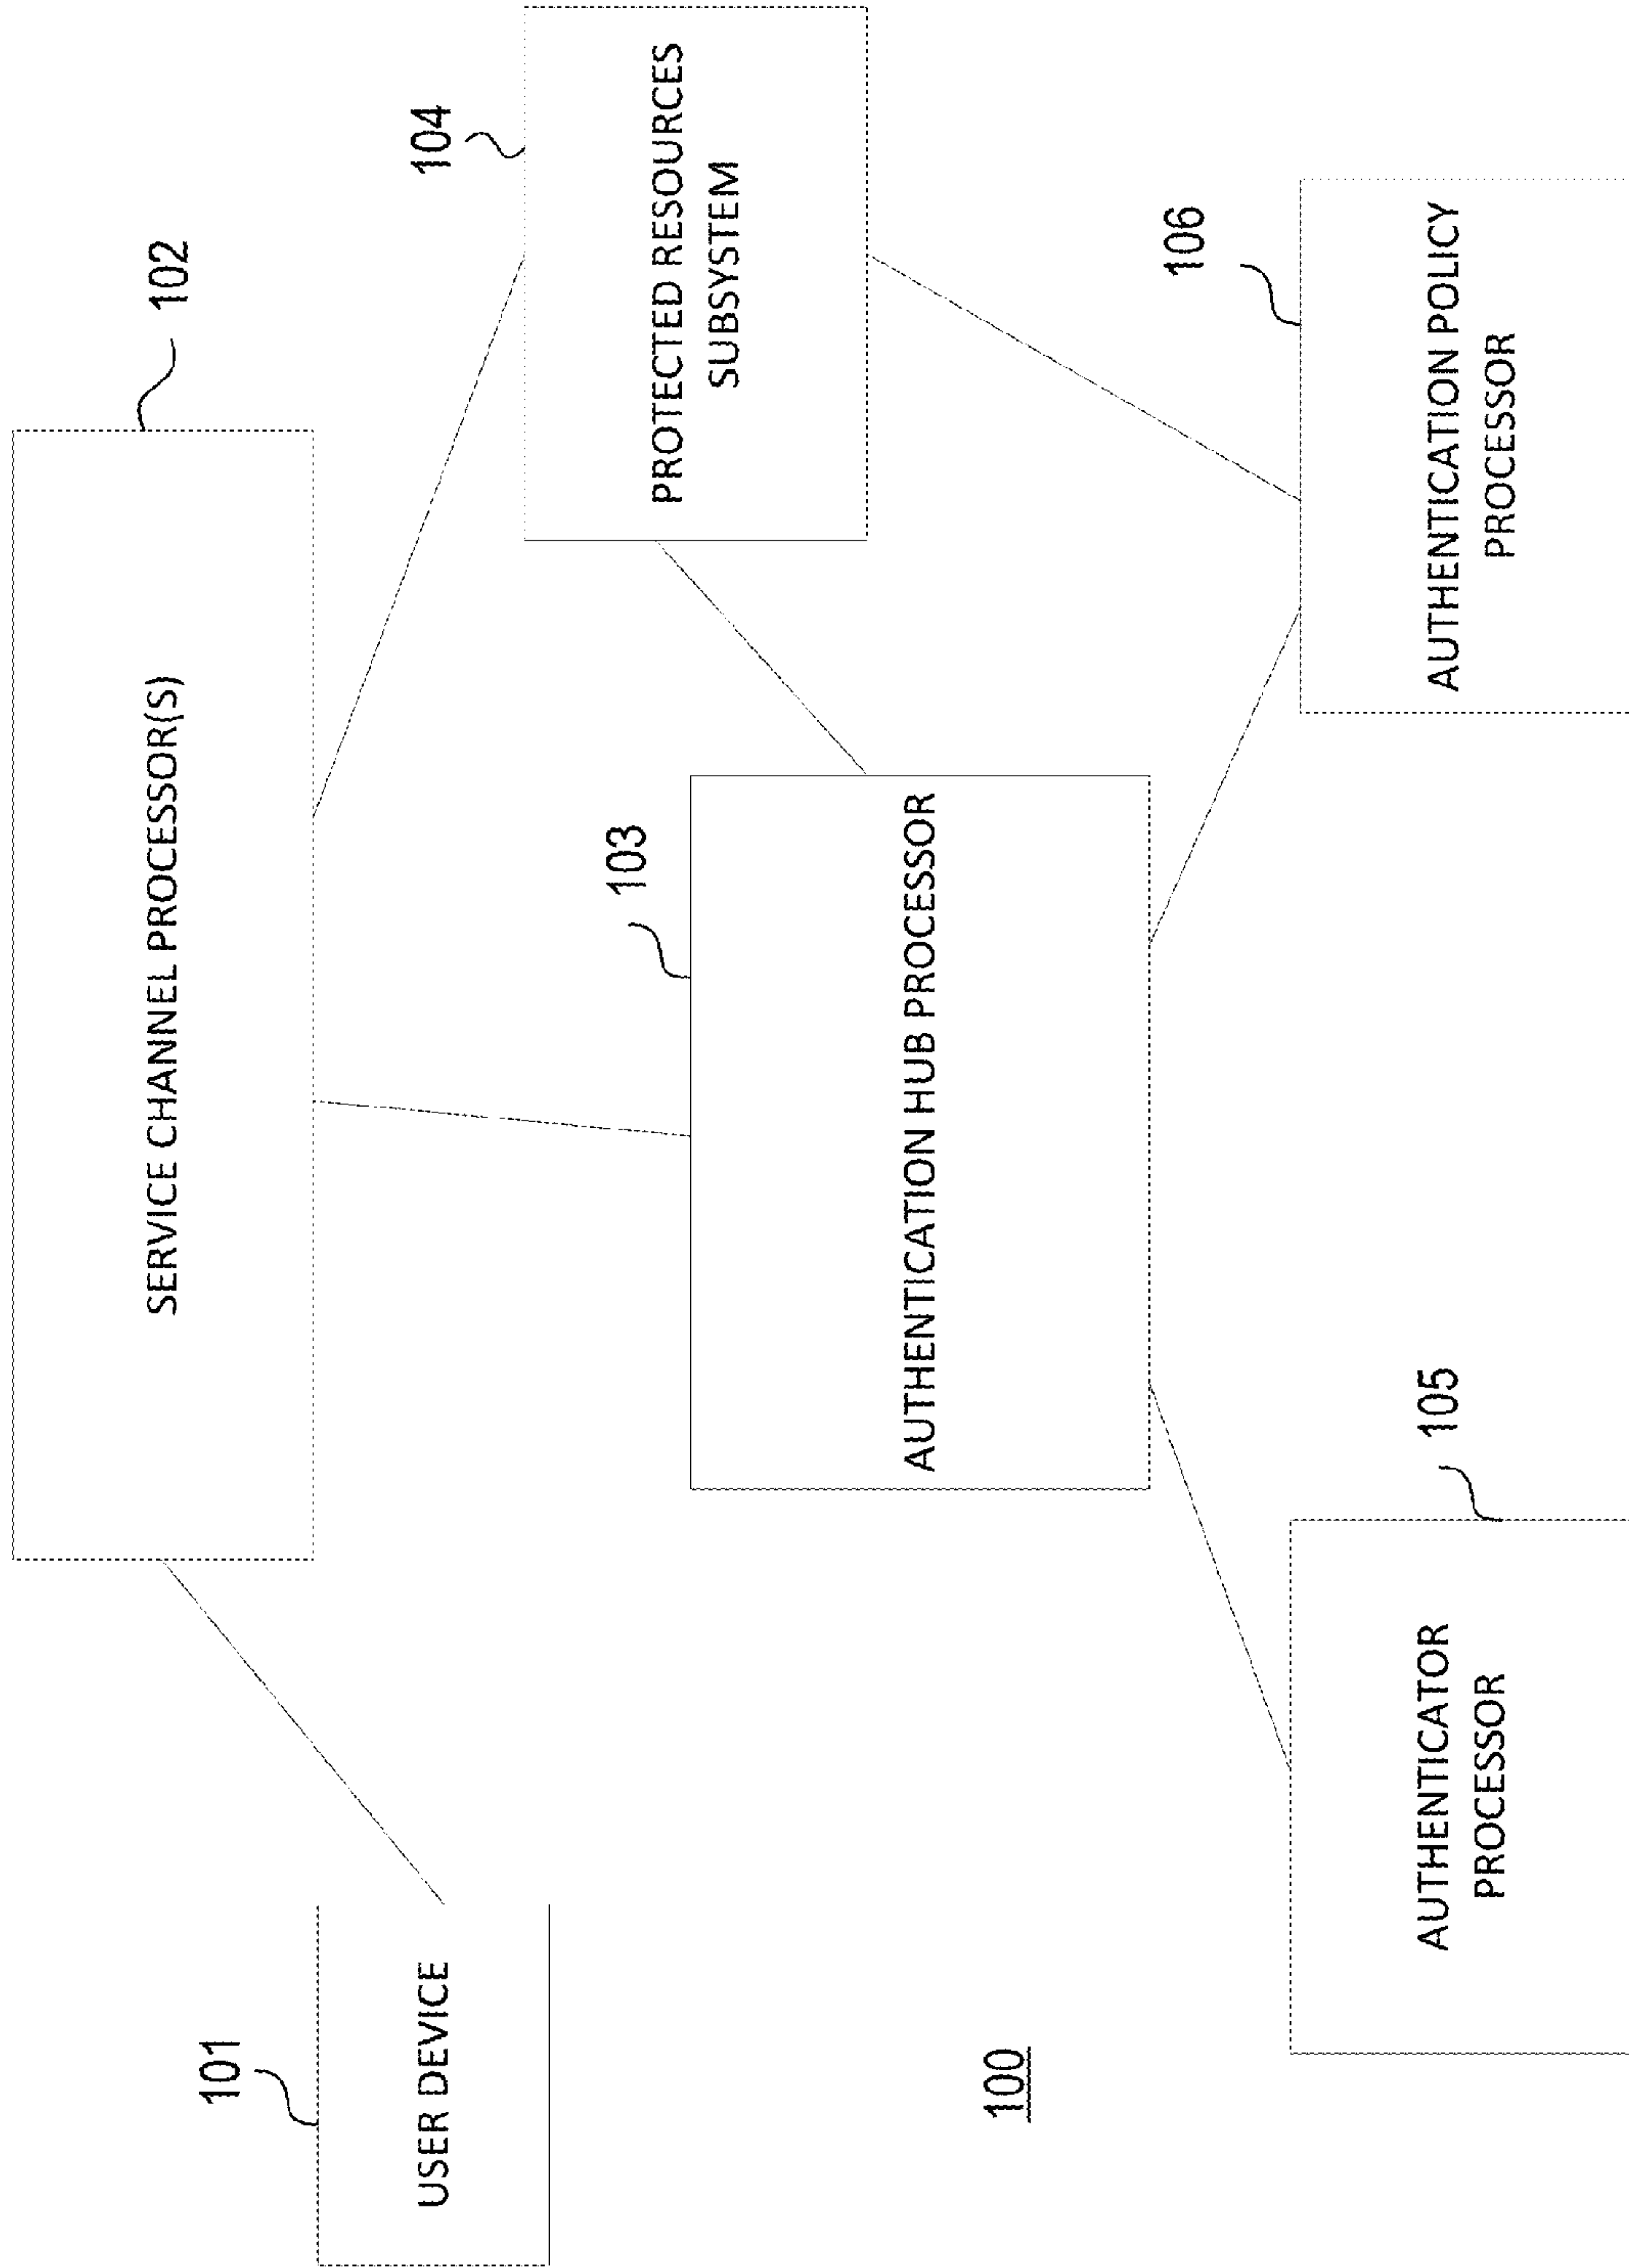 102
SERVICE CHANNEL PROCESSOR(S)
101
USER DEVICE
104
PROTECTED RESOURCES
SUBSYSTEM
103
AUTHENTICATION HUB PROCESSOR
100
105
AUTHENTICATOR
PROCESSOR
106
AUTHENTICATION POLICY
PROCESSOR